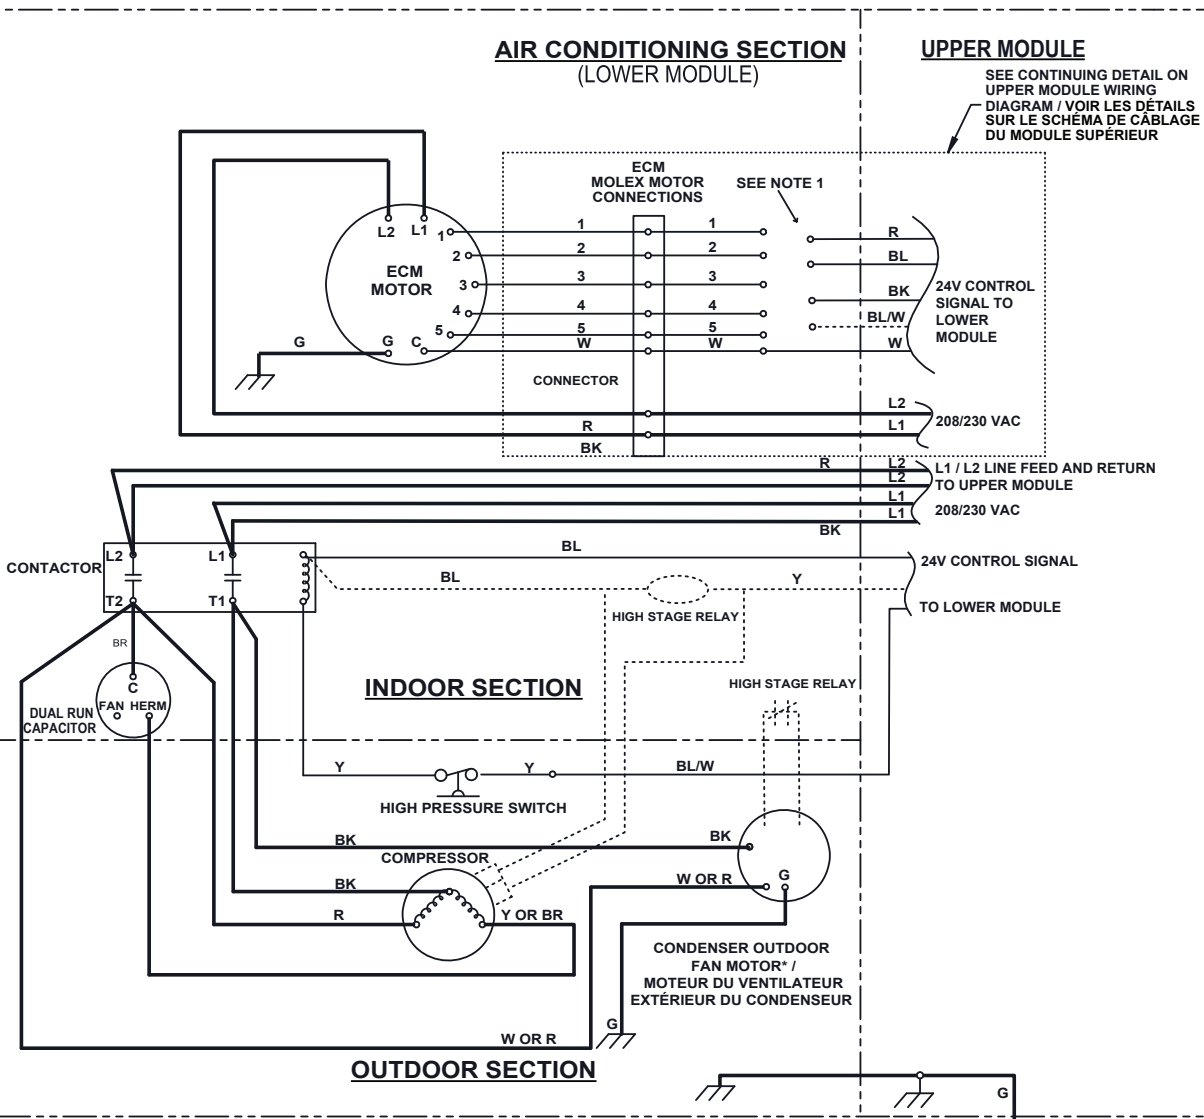 AIR CONDITIONING SECTION
(LOWER MODULE)
UPPER MODULE
SEE CONTINUING DETAIL ON
UPPER MODULE WIRING
DIAGRAM / VOIR LES DÉTAILS
SUR LE SCHÉMA DE CÂBLAGE
DU MODULE SUPÉRIEUR
ECM
MOLEX MOTOR
CONNECTIONS
SEE NOTE 1
L2 L1
ECM
MOTOR
1 1 1 R
2 2 2 BL
3 3 3 BK
4 4 4 BL/W
5 5 5
G G C W W W
24V CONTROL
SIGNAL TO
LOWER
MODULE
CONNECTOR
L2
R L1
208/230 VAC
BK
R L2
L2
L1 / L2 LINE FEED AND RETURN
TO UPPER MODULE
L1
L1
208/230 VAC
BK
CONTACTOR
L2 L1
T2 T1
BL
24V CONTROL SIGNAL
BL Y
HIGH STAGE RELAY
TO LOWER MODULE
BR
C
FAN HERM
DUAL RUN
CAPACITOR
INDOOR SECTION
HIGH STAGE RELAY
Y Y BL/W
HIGH PRESSURE SWITCH
BK BK
COMPRESSOR
BK
R Y OR BR
W OR R G
CONDENSER OUTDOOR
FAN MOTOR* /
MOTEUR DU VENTILATEUR
EXTÉRIEUR DU CONDENSEUR
G
W OR R
OUTDOOR SECTION
G